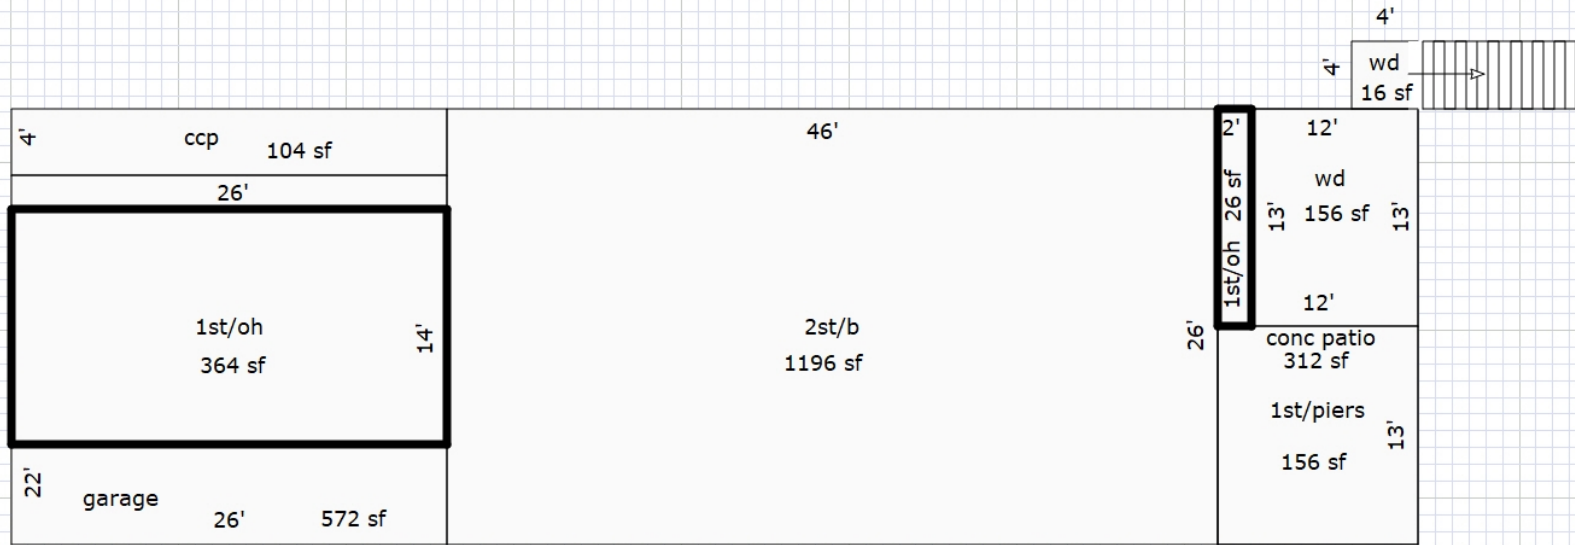 4'
4'
wd
16 sf
4'
ccp
104 sf
26'
46'
2'
12'
1st/oh 26 sf
wd
13'
156 sf
13'
12'
1st/oh
364 sf
14'
2st/b
1196 sf
26'
conc patio
312 sf
1st/piers
13'
156 sf
22'
garage
26'
572 sf